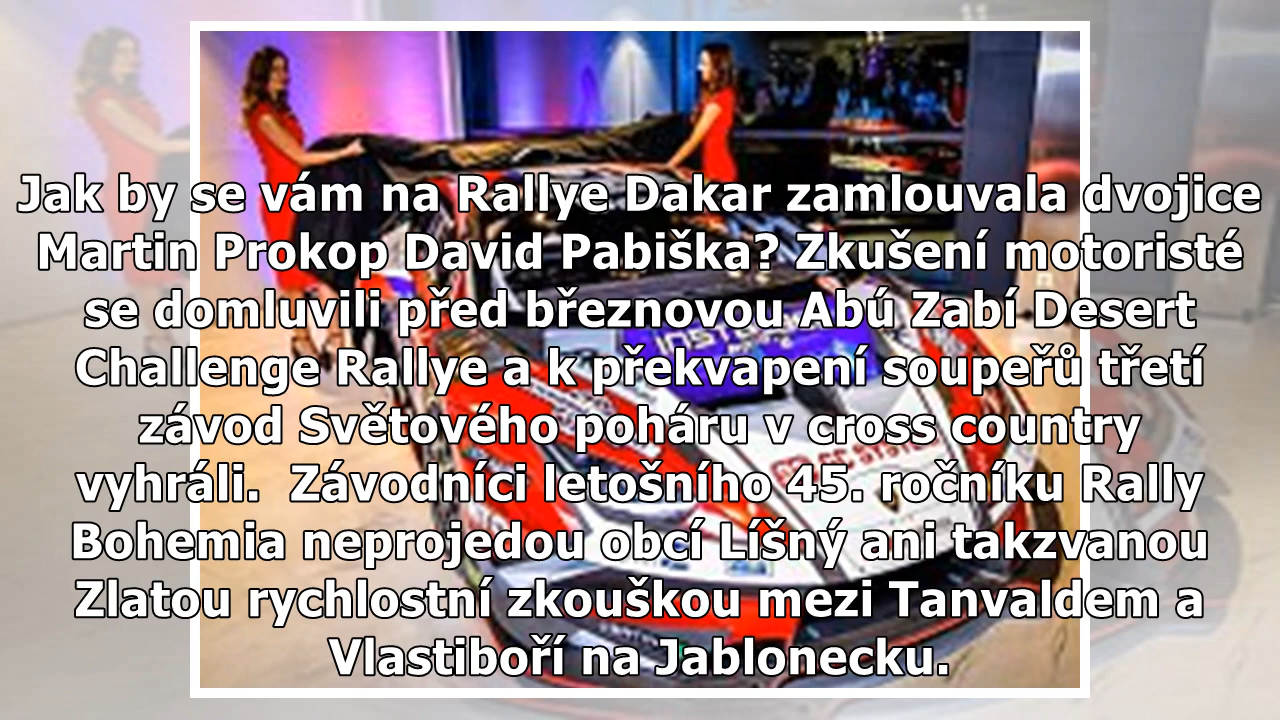 Jak by se vám na Rallye Dakar zamlouvala dvojice
Martin Prokop David Pabiška? Zkušení motoristé
se domluvili před březnovou Abú Zabí Desert
Challenge Rallye a k překvapení soupeřů třetí
závod Světového poháru v cross country
vyhráli.  Závodníci letošního 45. ročníku Rally
Bohemia neprojedou obcí Líšný ani takzvanou
Zlatou rychlostní zkouškou mezi Tanvaldem a
Vlastiboří na Jablonecku.